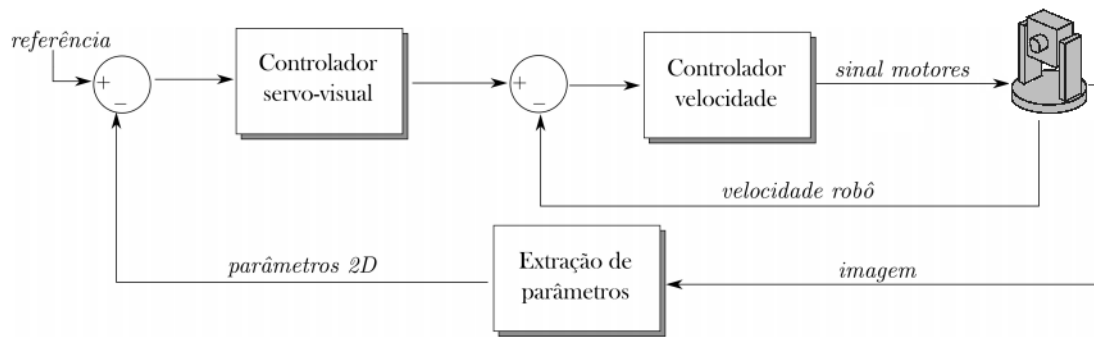 referência
+
−
Controlador
servo-visual
+
−
Controlador
velocidade
sinal motores
velocidade robô
Extração de
parâmetros
parâmetros 2D
imagem